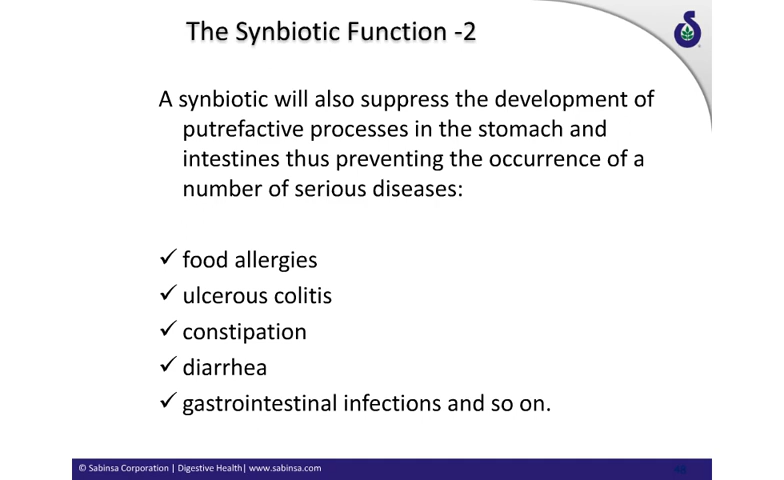 The Synbiotic Function -2
A synbiotic will also suppress the development of
putrefactive processes in the stomach and
intestines thus preventing the occurrence of a
number of serious diseases:
✓ food allergies
✓ ulcerous colitis
✓ constipation
✓ diarrhea
✓ gastrointestinal infections and so on.
© Sabinsa Corporation | Digestive Health| www.sabinsa.com